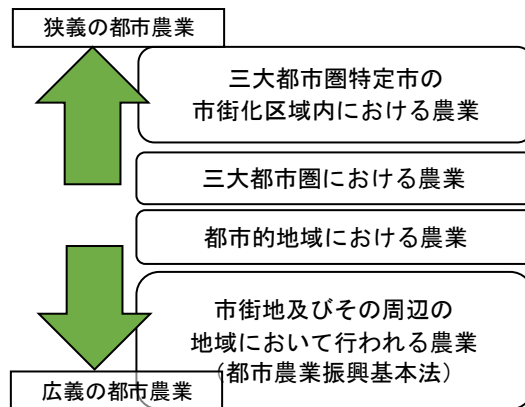 狭義の都市農業
三大都市圏特定市の
市街化区域内における農業
三大都市圏における農業
都市的地域における農業
市街地及びその周辺の
地域において行われる農業
(都市農業振興基本法)
広義の都市農業